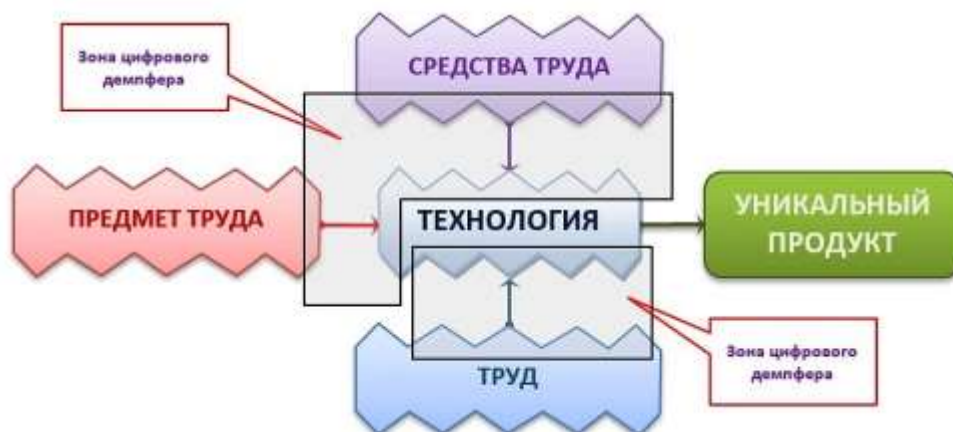 Зона цифрового
демпфера
СРЕДСТВА ТРУДА
ПРЕДМЕТ ТРУДА
ТЕХНОЛОГИЯ
УНИКАЛЬНЫЙ
ПРОДУКТ
ТРУД
Зона цифрового
демпфера